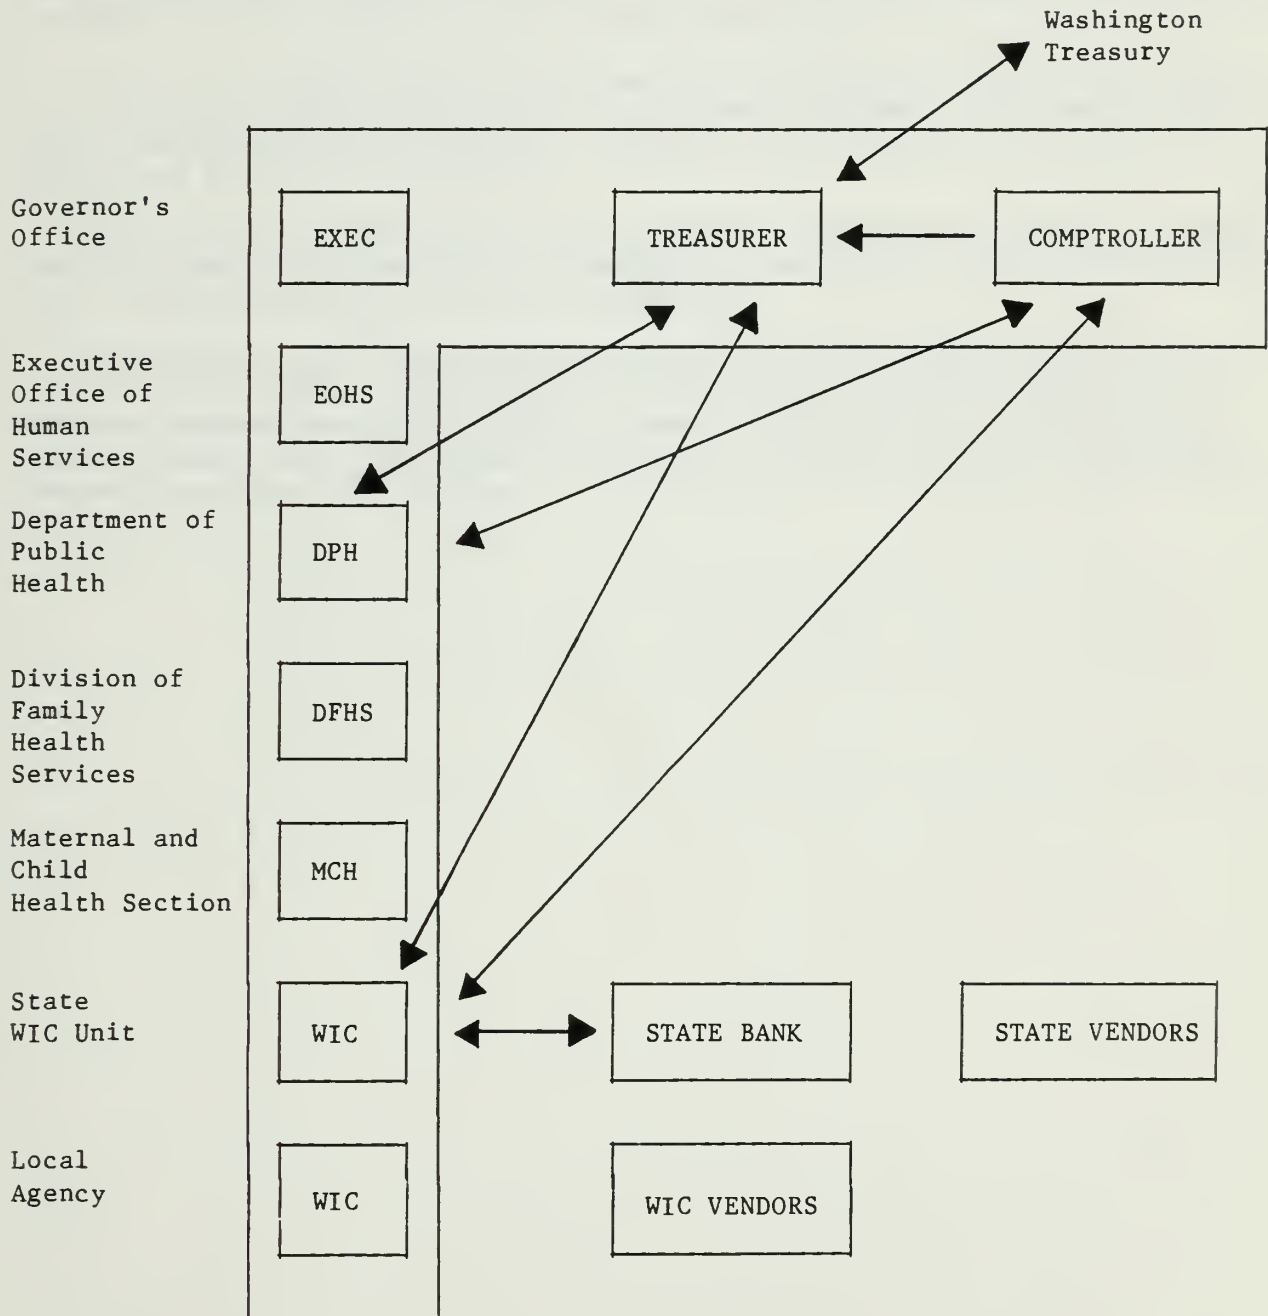 Washington
Treasury
Governor's
Office
EXEC
TREASURER
COMPTROLLER
Executive
Office of
Human
Services
EOHS
Department of
Public
Health
DPH
Division of
Family
Health
Services
DFHS
Maternal and
Child
Health Section
MCH
State
WIC Unit
WIC
STATE BANK
STATE VENDORS
Local
Agency
WIC
WIC VENDORS